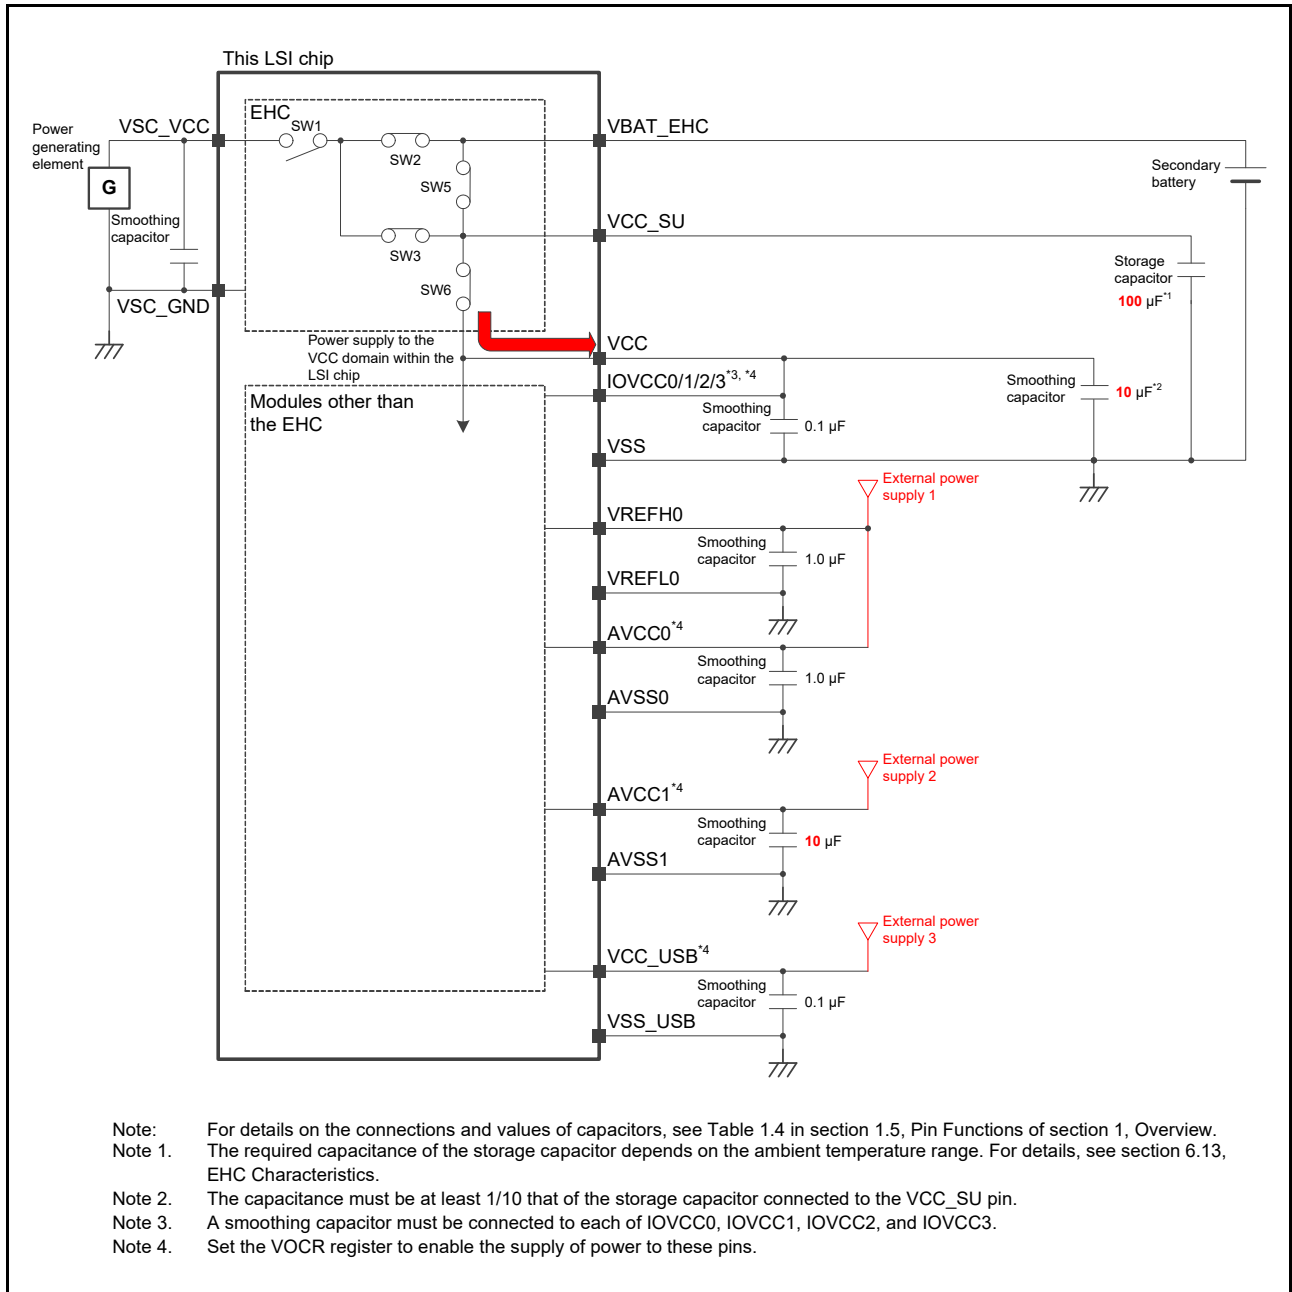 This LSI chip
EHC
SW1
VSC_VCC
VBAT_EHC
Power
generating
element
G
SW2
Secondary
battery
SW5
Smoothing
capacitor
VCC_SU
SW3
Storage
capacitor
100 µF*1
SW6
VSC_GND
Power supply to the
VCC domain within the
LSI chip
VCC
IOVCC0/1/2/3*3, *4
Smoothing
capacitor
10 µF*2
Modules other than
the EHC
Smoothing
capacitor
0.1 µF
VSS
External power
supply 1
VREFH0
Smoothing
capacitor
1.0 µF
VREFL0
AVCC0*4
Smoothing
capacitor
1.0 µF
AVSS0
External power
supply 2
AVCC1*4
Smoothing
capacitor
10 µF
AVSS1
External power
supply 3
VCC_USB*4
Smoothing
capacitor
0.1 µF
VSS_USB
Note: For details on the connections and values of capacitors, see Table 1.4 in section 1.5, Pin Functions of section 1, Overview.
Note 1. The required capacitance of the storage capacitor depends on the ambient temperature range. For details, see section 6.13,
EHC Characteristics.
Note 2. The capacitance must be at least 1/10 that of the storage capacitor connected to the VCC_SU pin.
Note 3. A smoothing capacitor must be connected to each of IOVCC0, IOVCC1, IOVCC2, and IOVCC3.
Note 4. Set the VOCR register to enable the supply of power to these pins.